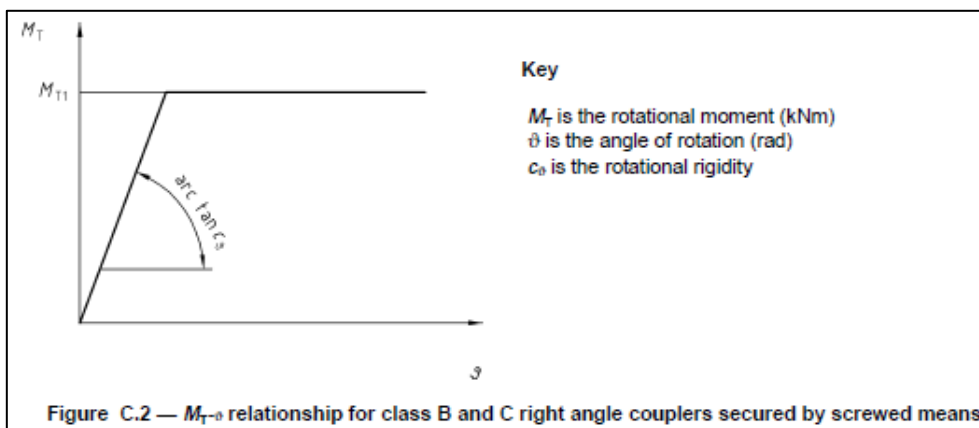 M_T
M_T1
arc tan c_ϑ
ϑ
Key
M_T is the rotational moment (kNm)
ϑ is the angle of rotation (rad)
c_ϑ is the rotational rigidity
Figure C.2 — M_T-ϑ relationship for class B and C right angle couplers secured by screwed means